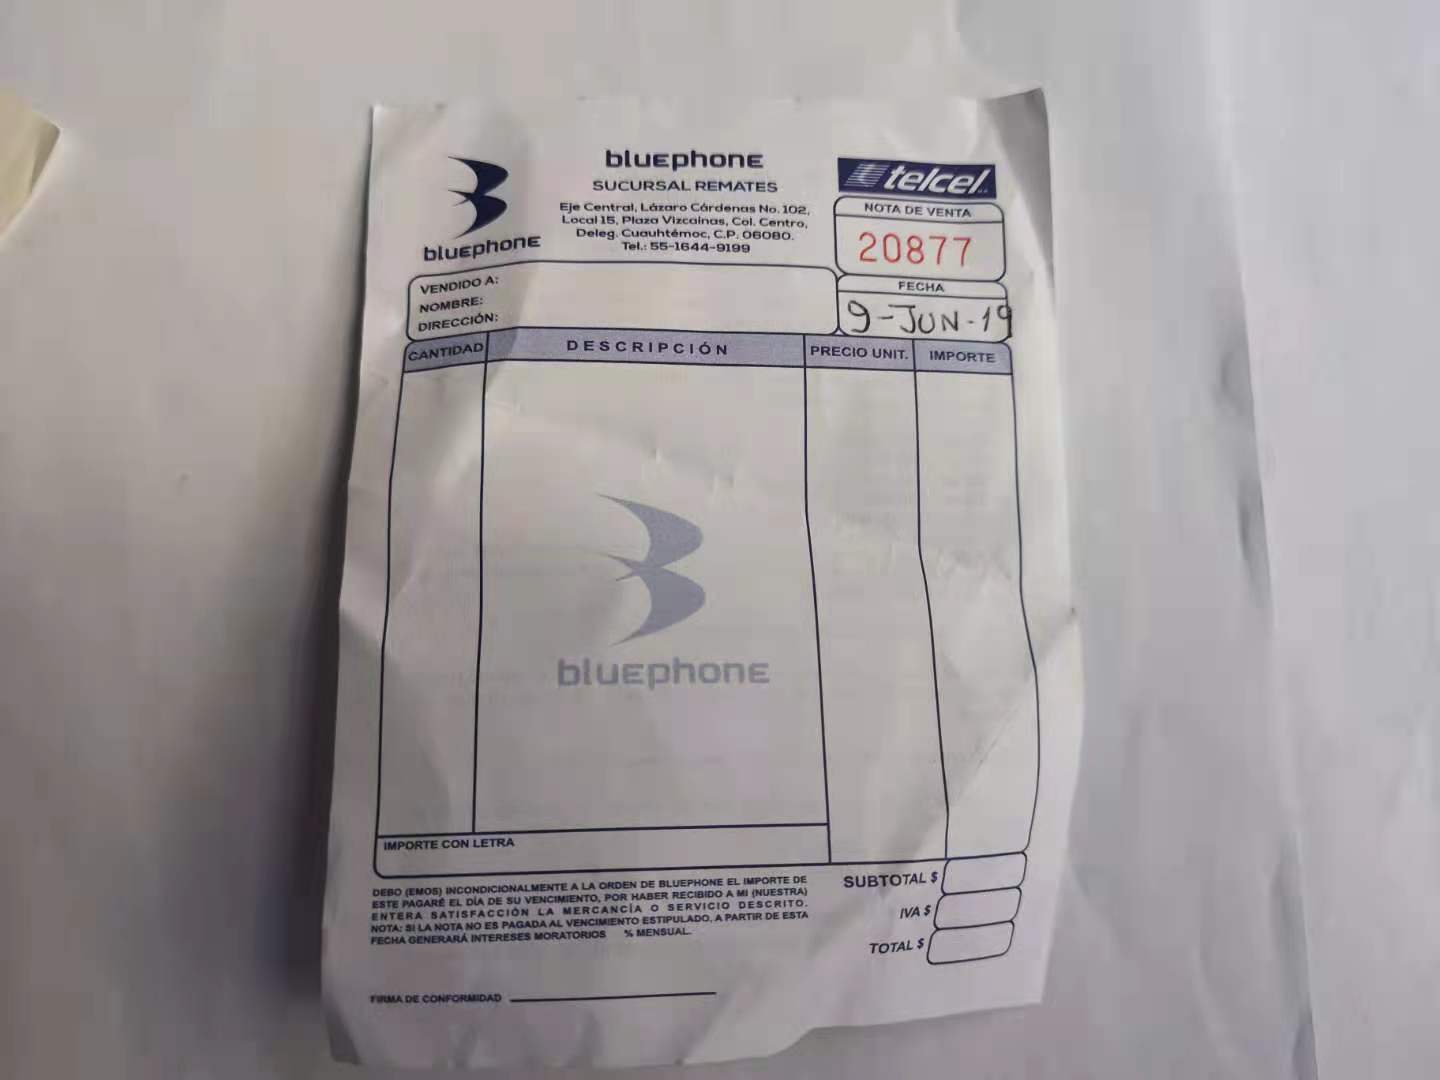 bluephone
bluephone
SUCURSAL REMATES
Eje Central, Lázaro Cárdenas No. 102,
Local 15, Plaza Vizcainas, Col. Centro,
Deleg. Cuauhtémoc, C.P. 06080.
Tel.: 55-1644-9199
telcel
NOTA DE VENTA
20877
FECHA
9-JUN-19
VENDIDO A:
NOMBRE:
DIRECCIÓN:
CANTIDAD DESCRIPCIÓN PRECIO UNIT. IMPORTE
bluephone
IMPORTE CON LETRA
DEBO (EMOS) INCONDICIONALMENTE A LA ORDEN DE BLUEPHONE EL IMPORTE DE
ESTE PAGARÉ EL DÍA DE SU VENCIMIENTO, POR HABER RECIBIDO A MI (NUESTRA)
ENTERA SATISFACCIÓN LA MERCANCÍA O SERVICIO DESCRITO.
NOTA: SI LA NOTA NO ES PAGADA AL VENCIMIENTO ESTIPULADO, A PARTIR DE ESTA
FECHA GENERARÁ INTERESES MORATORIOS % MENSUAL.
SUBTOTAL $
IVA $
TOTAL $
FIRMA DE CONFORMIDAD